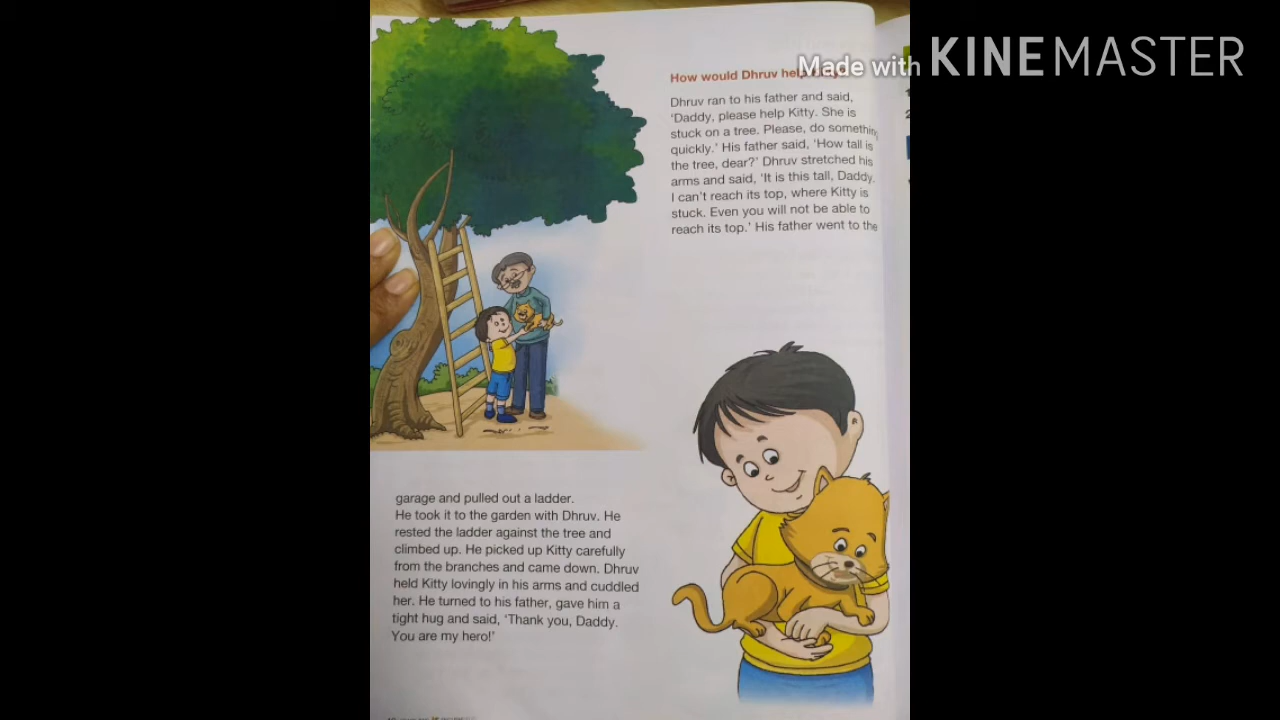 Made with KINEMASTER
How would Dhruv help
Dhruv ran to his father and said,
‘Daddy, please help Kitty. She is
stuck on a tree. Please, do something
quickly.’ His father said, ‘How tall is
the tree, dear?’ Dhruv stretched his
arms and said, ‘It is this tall, Daddy.
I can’t reach its top, where Kitty is
stuck. Even you will not be able to
reach its top.’ His father went to the
garage and pulled out a ladder.
He took it to the garden with Dhruv. He
rested the ladder against the tree and
climbed up. He picked up Kitty carefully
from the branches and came down. Dhruv
held Kitty lovingly in his arms and cuddled
her. He turned to his father, gave him a
tight hug and said, ‘Thank you, Daddy.
You are my hero!’